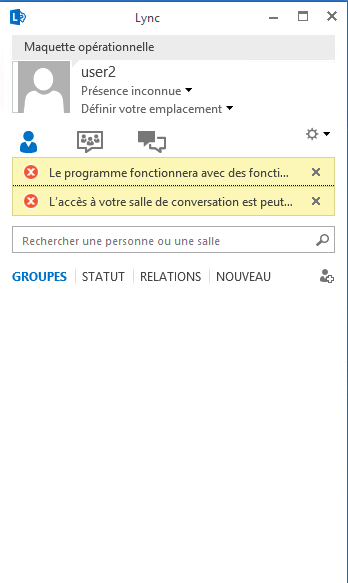 Lync
Maquette opérationnelle
user2
Présence inconnue
Définir votre emplacement
Le programme fonctionnera avec des foncti...
L'accès à votre salle de conversation est peut...
Rechercher une personne ou une salle
GROUPES STATUT RELATIONS NOUVEAU